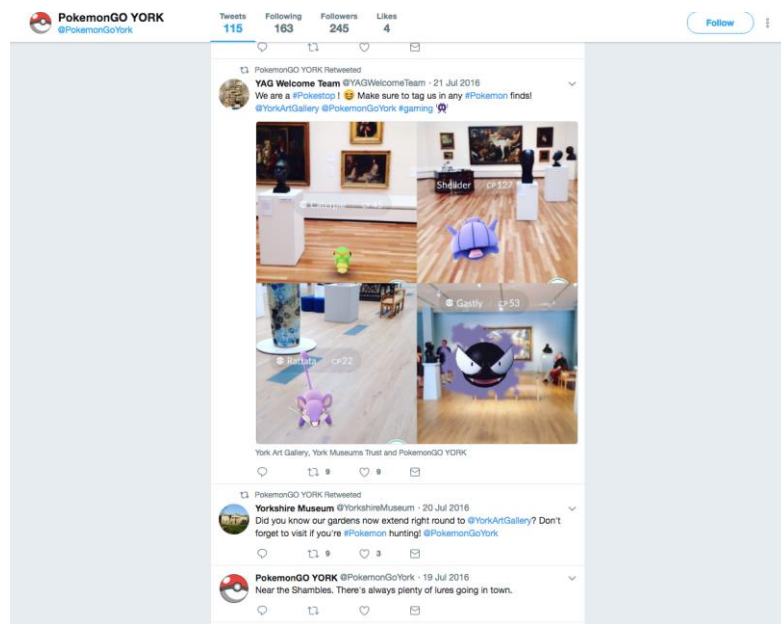 PokemonGO YORK
@PokemonGoYork
Tweets Following Followers Likes
115 163 245 4
Follow
PokemonGO YORK Retweeted
YAG Welcome Team @YAGWelcomeTeam · 21 Jul 2016
We are a #Pokestop ! 😊 Make sure to tag us in any #Pokemon finds!
@YorkArtGallery @PokemonGoYork #gaming 👾
Caterpie CP
Shellder CP127
Gastly CP53
Rattata CP22
York Art Gallery, York Museums Trust and PokemonGO YORK
9 9
PokemonGO YORK Retweeted
Yorkshire Museum @YorkshireMuseum · 20 Jul 2016
Did you know our gardens now extend right round to @YorkArtGallery? Don't
forget to visit if you're #Pokemon hunting! @PokemonGoYork
9 3
PokemonGO YORK @PokemonGoYork · 19 Jul 2016
Near the Shambles. There's always plenty of lures going in town.